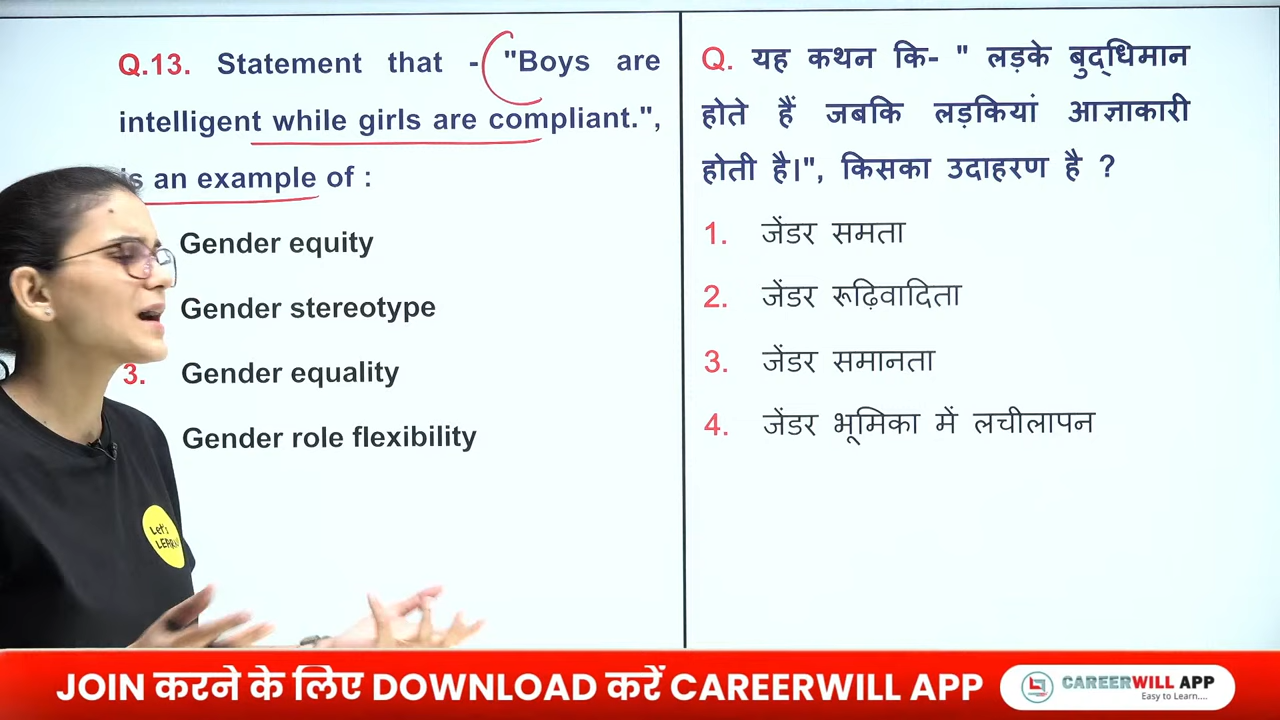 Q.13. Statement that - "Boys are
intelligent while girls are compliant.",
is an example of :
Gender equity
Gender stereotype
3. Gender equality
Gender role flexibility
Q. यह कथन कि- " लड़के बुद्धिमान
होते हैं जबकि लड़कियां आज्ञाकारी
होती है।", किसका उदाहरण है ?
1. जेंडर समता
2. जेंडर रूढ़िवादिता
3. जेंडर समानता
4. जेंडर भूमिका में लचीलापन
Let's
LEARN
JOIN करने के लिए DOWNLOAD करें CAREERWILL APP
CAREERWILL APP
Easy to Learn....